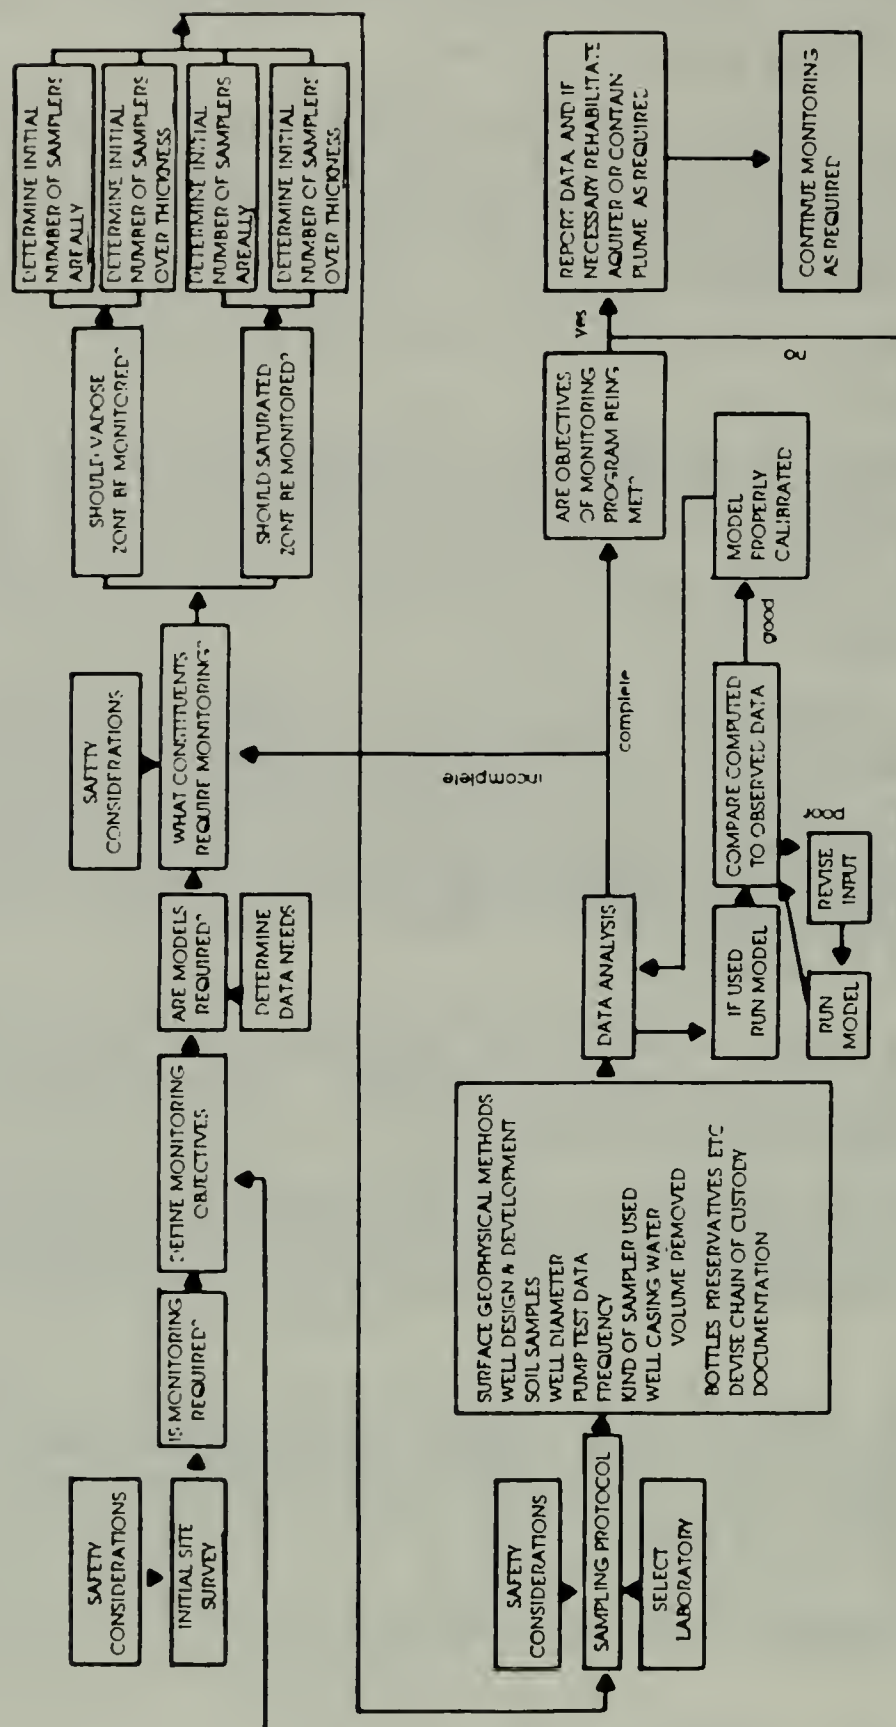 SAFETY
CONSIDERATIONS
INITIAL SITE
SURVEY
IS MONITORING
REQUIRED?
DEFINE MONITORING
OBJECTIVES
ARE MODELS
REQUIRED?
DETERMINE
DATA NEEDS
SAFETY
CONSIDERATIONS
WHAT CONSTITUENTS
REQUIRE MONITORING?
SHOULD VADOSE
ZONE BE MONITORED?
SHOULD SATURATED
ZONE BE MONITORED?
DETERMINE INITIAL
NUMBER OF SAMPLERS
AREALLY
DETERMINE INITIAL
NUMBER OF SAMPLERS
OVER THICKNESS
DETERMINE INITIAL
NUMBER OF SAMPLERS
AREALLY
DETERMINE INITIAL
NUMBER OF SAMPLERS
OVER THICKNESS
SAFETY
CONSIDERATIONS
SAMPLING PROTOCOL
SELECT
LABORATORY
SURFACE GEOPHYSICAL METHODS
WELL DESIGN & DEVELOPMENT
SOIL SAMPLES
WELL DIAMETER
PUMP TEST DATA
FREQUENCY
KIND OF SAMPLER USED
WELL CASING WATER
VOLUME REMOVED
BOTTLES PRESERVATIVES ETC
DEVISE CHAIN OF CUSTODY
DOCUMENTATION
DATA ANALYSIS
incomplete
complete
IF USED
RUN MODEL
COMPARE COMPUTED
TO OBSERVED DATA
good
poor
REVISE
INPUT
RUN
MODEL
MODEL
PROPERLY
CALIBRATED
ARE OBJECTIVES
OF MONITORING
PROGRAM BEING
MET?
yes
no
REPORT DATA AND IF
NECESSARY REHABILITATE
AQUIFER OR CONTAIN
PLUME AS REQUIRED
CONTINUE MONITORING
AS REQUIRED